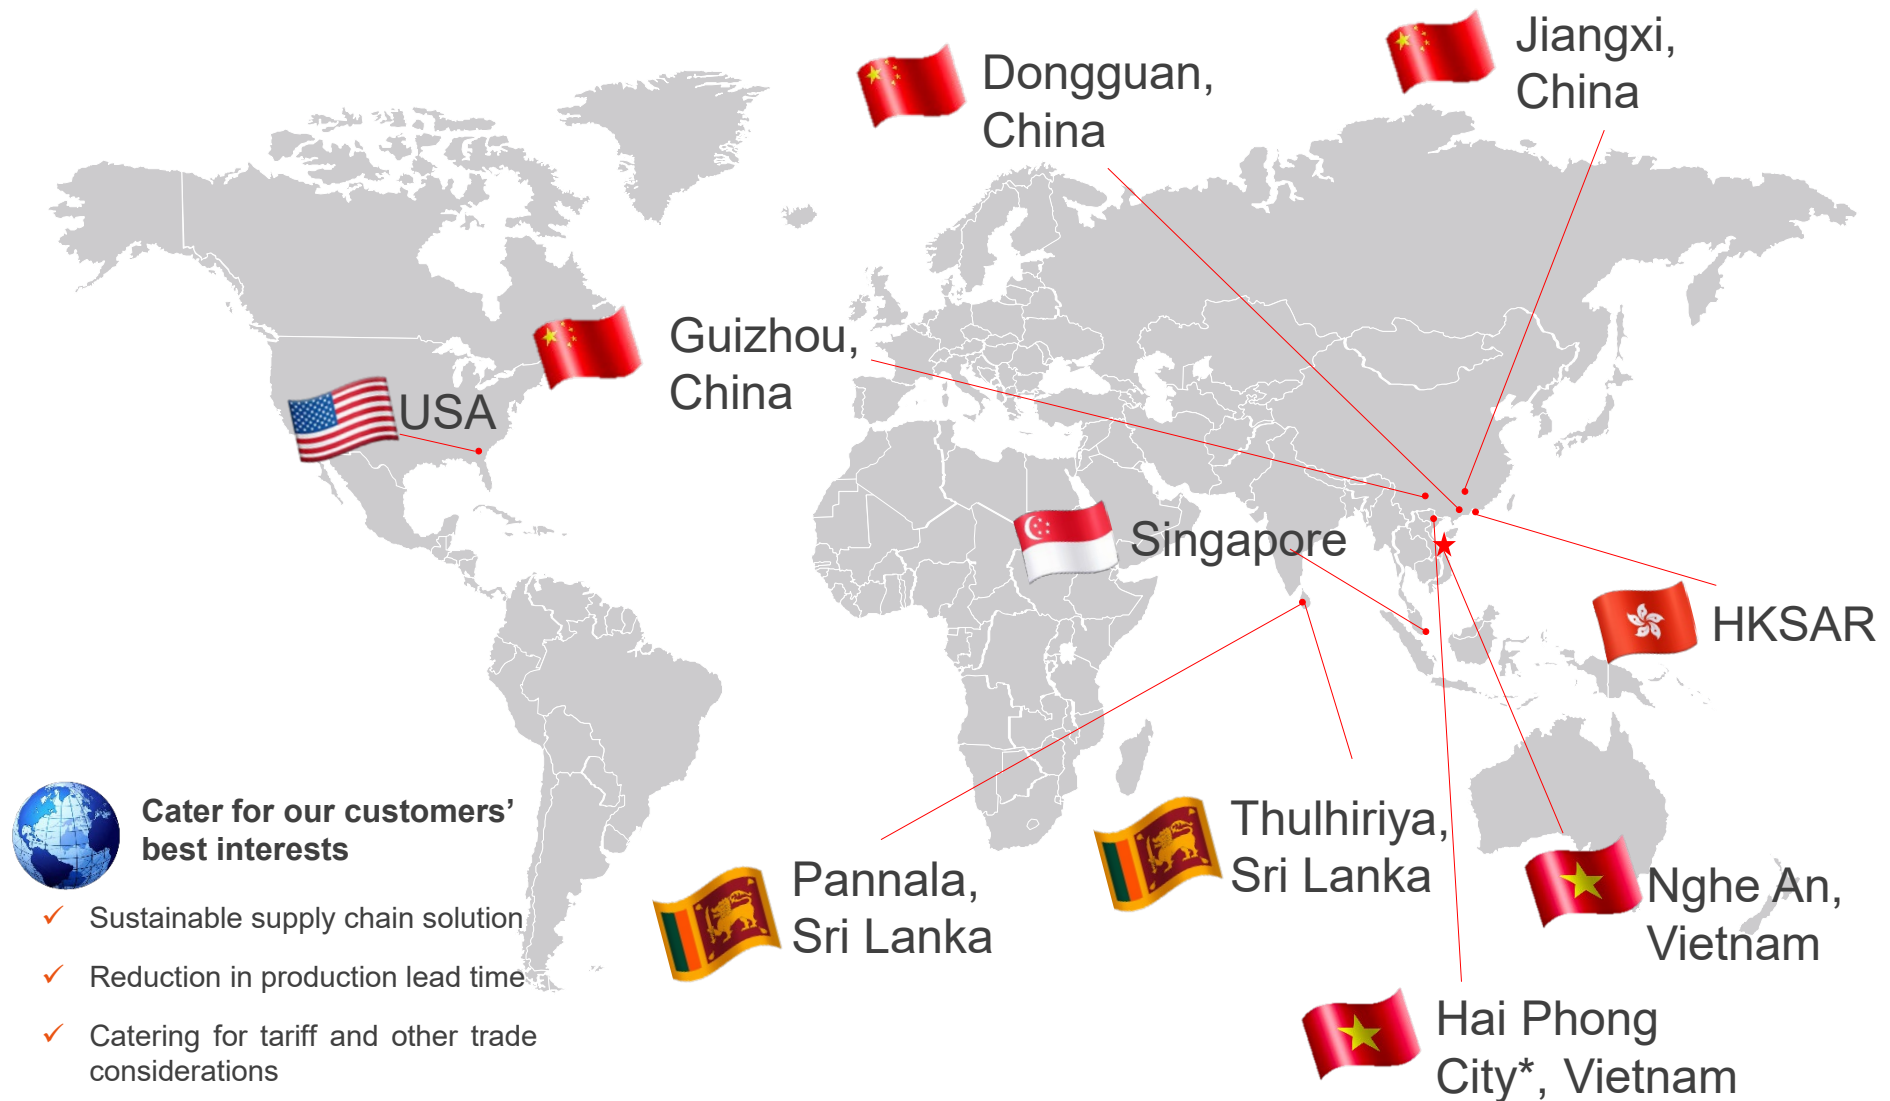 Jiangxi,
China
Dongguan,
China
Guizhou,
China
USA
Singapore
HKSAR
Cater for our customers’
best interests
✓ Sustainable supply chain solution
✓ Reduction in production lead time
✓ Catering for tariff and other trade
considerations
Pannala,
Sri Lanka
Thulhiriya,
Sri Lanka
Nghe An,
Vietnam
Hai Phong
City*, Vietnam